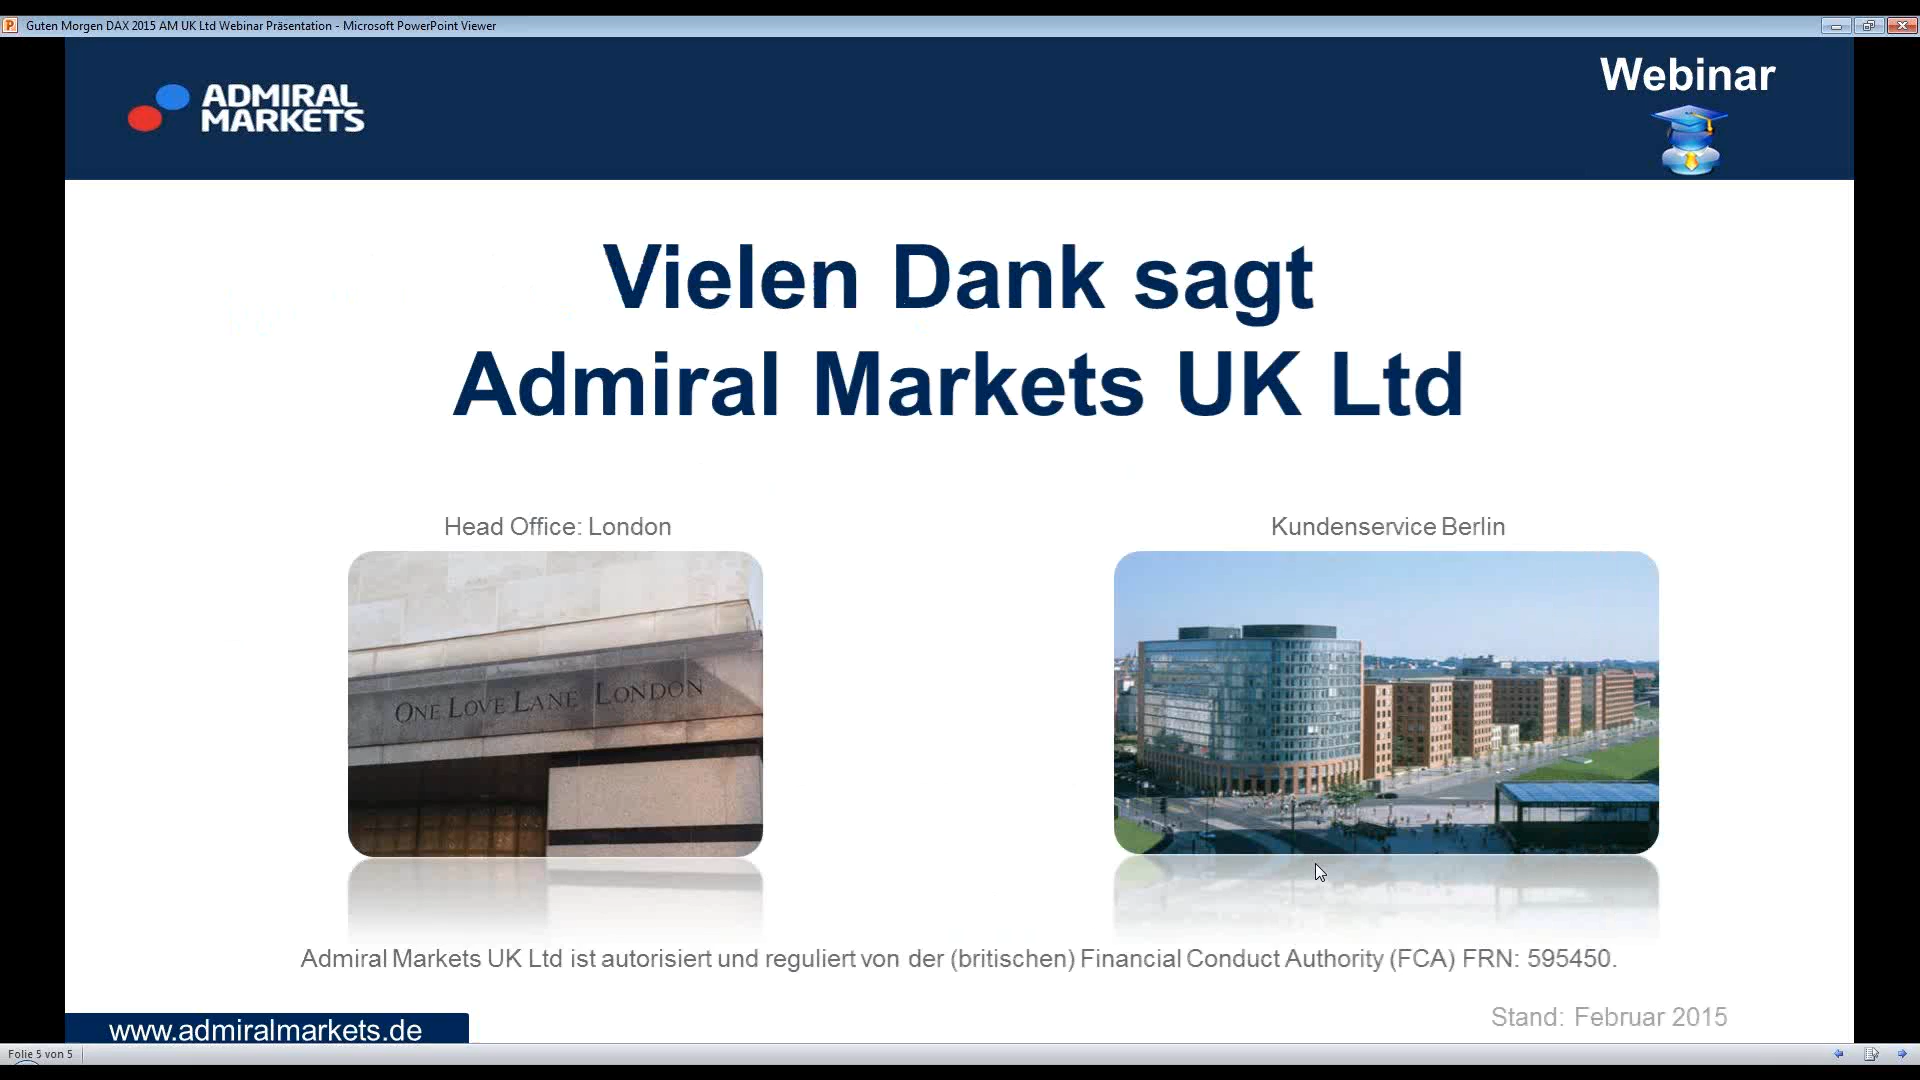 Guten Morgen DAX 2015 AM UK Ltd Webinar Präsentation - Microsoft PowerPoint Viewer
ADMIRAL
MARKETS
Webinar
Vielen Dank sagt
Admiral Markets UK Ltd
Head Office: London
Kundenservice Berlin
ONE LOVE LANE LONDON
Admiral Markets UK Ltd ist autorisiert und reguliert von der (britischen) Financial Conduct Authority (FCA) FRN: 595450.
Stand: Februar 2015
www.admiralmarkets.de
Folie 5 von 5